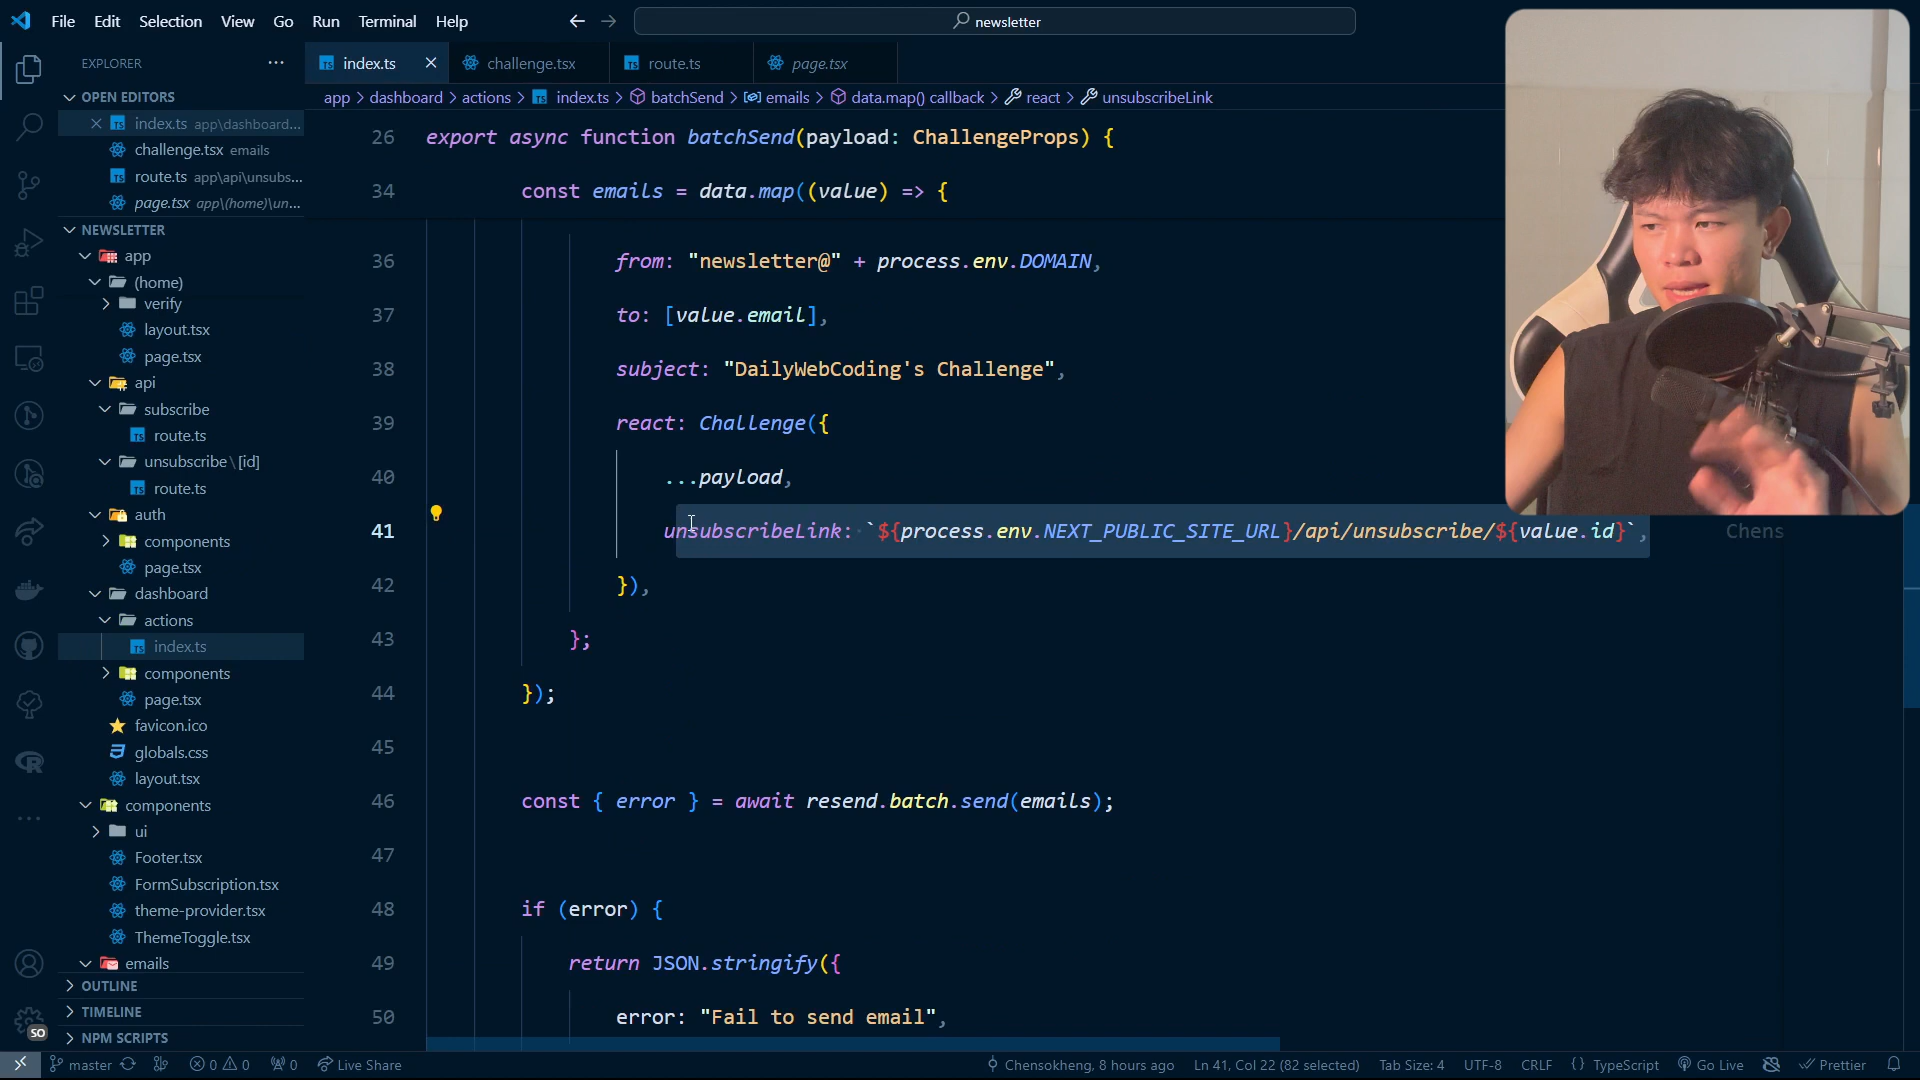 File Edit Selection View Go Run Terminal Help
newsletter
EXPLORER
OPEN EDITORS
index.ts app\dashboard...
challenge.tsx emails
route.ts app\api\unsubs...
page.tsx app\(home)\un...
NEWSLETTER
app
(home)
verify
layout.tsx
page.tsx
api
subscribe
route.ts
unsubscribe\[id]
route.ts
auth
components
page.tsx
dashboard
actions
index.ts
components
page.tsx
favicon.ico
globals.css
layout.tsx
components
ui
Footer.tsx
FormSubscription.tsx
theme-provider.tsx
ThemeToggle.tsx
emails
OUTLINE
TIMELINE
NPM SCRIPTS
index.ts challenge.tsx route.ts page.tsx
app > dashboard > actions > index.ts > batchSend > emails > data.map() callback > react > unsubscribeLink
26 export async function batchSend(payload: ChallengeProps) {
34 const emails = data.map((value) => {
36 from: "newsletter@" + process.env.DOMAIN,
37 to: [value.email],
38 subject: "DailyWebCoding's Challenge",
39 react: Challenge({
40 ...payload,
41 unsubscribeLink: `${process.env.NEXT_PUBLIC_SITE_URL}/api/unsubscribe/${value.id}`, Chens
42 }),
43 };
44 });
45
46 const { error } = await resend.batch.send(emails);
47
48 if (error) {
49 return JSON.stringify({
50 error: "Fail to send email",
SO
master 0 0 0 Live Share Chensokheng, 8 hours ago Ln 41, Col 22 (82 selected) Tab Size: 4 UTF-8 CRLF {} TypeScript Go Live Prettier